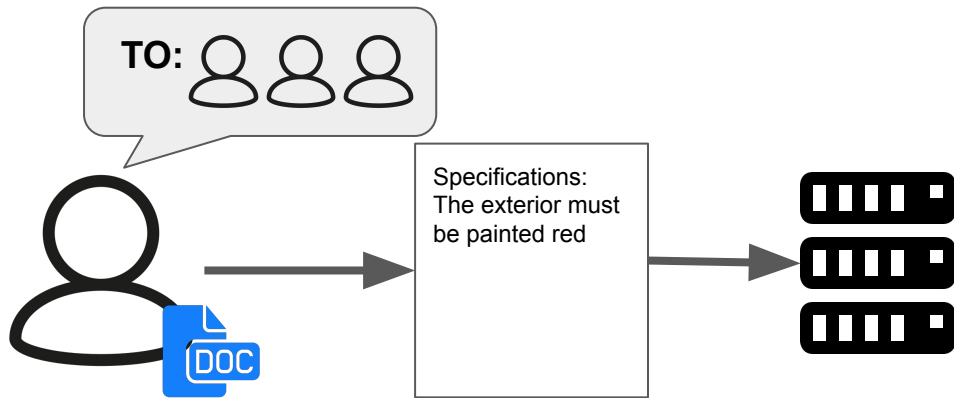 TO:
Specifications:
The exterior must
be painted red
DOC